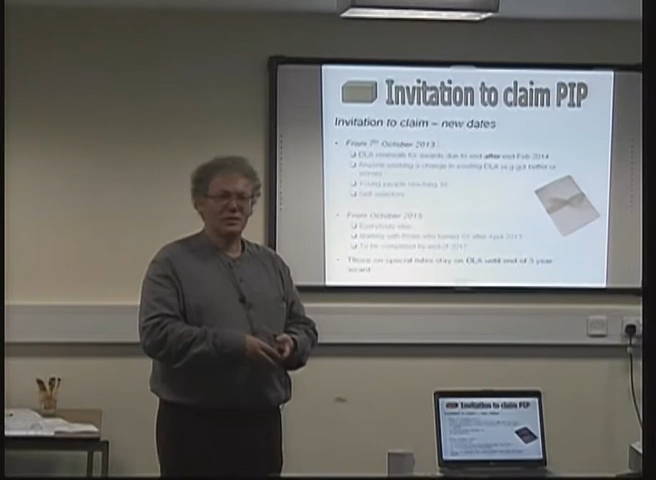 Invitation to claim PIP
Invitation to claim – new dates
From 7th October 2013
DLA renewals for awards due to end after end Feb 2014
Anyone reporting a change in existing DLA (e.g. got better or
worse)
Young people reaching 16
Self selectors
From October 2015
Everybody else
starting with those who turned 65 after April 2013
To be completed by end of 2017
Those on special rules stay on DLA until end of 3 year
award
Invitation to claim PIP